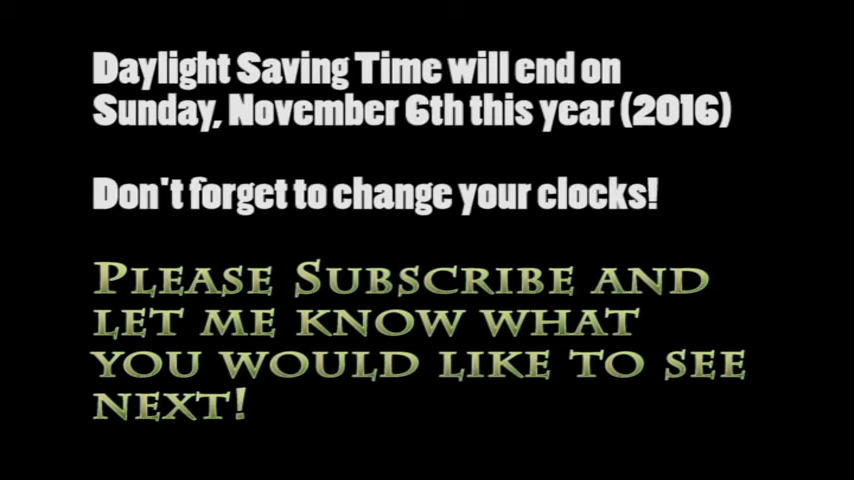 Daylight Saving Time will end on
Sunday, November 6th this year (2016)
Don't forget to change your clocks!
Please Subscribe and
let me know what
you would like to see
next!